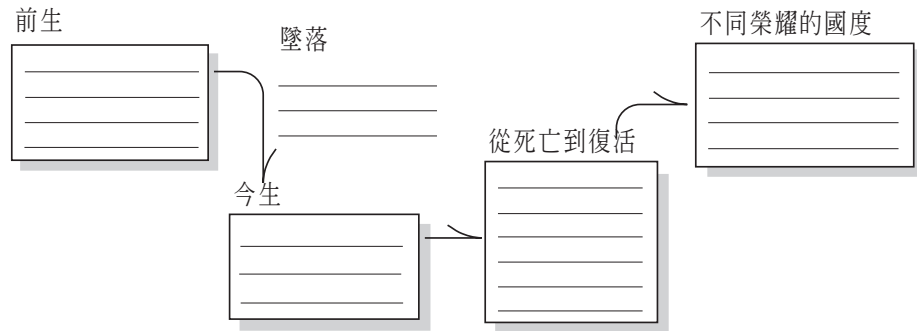 前生
墜落
今生
從死亡到復活
不同榮耀的國度